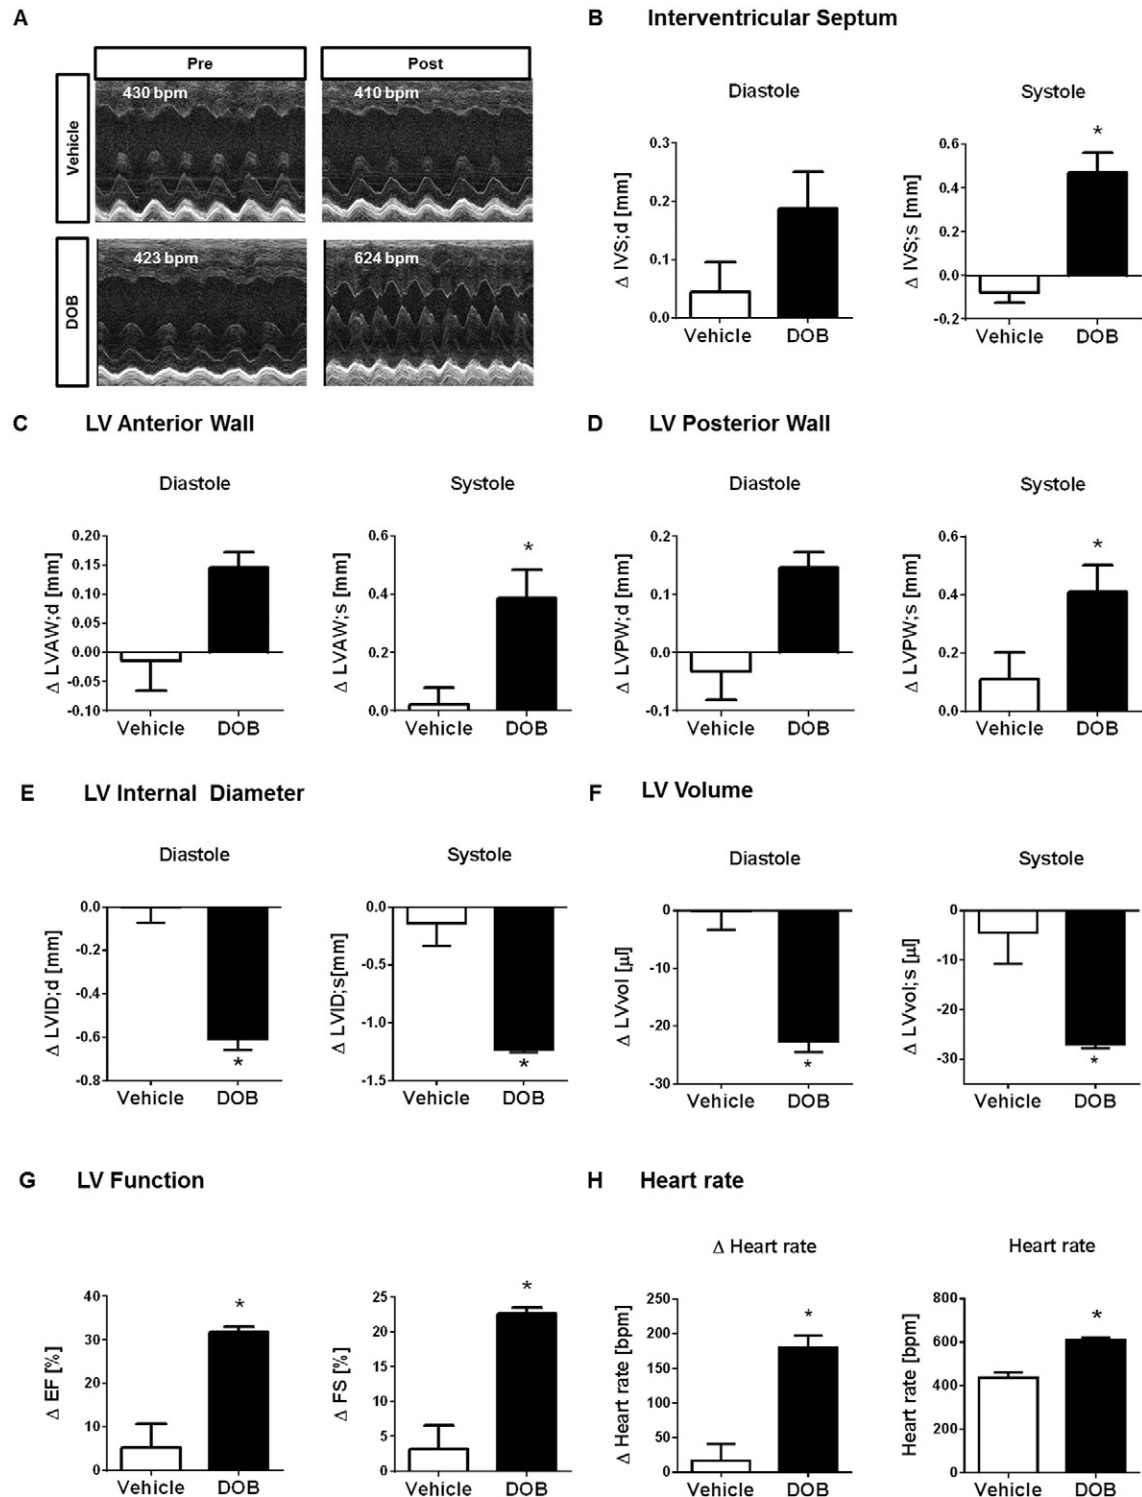 A
Pre
Post
Vehicle
430 bpm
410 bpm
DOB
423 bpm
624 bpm
B Interventricular Septum
Diastole
Δ IVS;d [mm]
0.3
0.2
0.1
0.0
Vehicle DOB
Systole
Δ IVS;s [mm]
0.6
0.4
0.2
0.0
-0.2
*
Vehicle DOB
C LV Anterior Wall
Diastole
Δ LVAW;d [mm]
0.20
0.15
0.10
0.05
0.00
-0.05
-0.10
Vehicle DOB
Systole
Δ LVAW;s [mm]
0.6
0.4
0.2
0.0
*
Vehicle DOB
D LV Posterior Wall
Diastole
Δ LVPW;d [mm]
0.2
0.1
0.0
-0.1
Vehicle DOB
Systole
Δ LVPW;s [mm]
0.6
0.4
0.2
0.0
*
Vehicle DOB
E LV Internal Diameter
Diastole
Δ LVID;d [mm]
0.0
-0.2
-0.4
-0.6
-0.8
*
Vehicle DOB
Systole
Δ LVID;s[mm]
0.0
-0.5
-1.0
-1.5
*
Vehicle DOB
F LV Volume
Diastole
Δ LVvol [µl]
0
-10
-20
-30
*
Vehicle DOB
Systole
Δ LVvol;s [µl]
0
-10
-20
-30
*
Vehicle DOB
G LV Function
Δ EF [%]
40
30
20
10
0
*
Vehicle DOB
Δ FS [%]
25
20
15
10
5
0
*
Vehicle DOB
H Heart rate
Δ Heart rate
Δ Heart rate [bpm]
250
200
150
100
50
0
*
Vehicle DOB
Heart rate
Heart rate [bpm]
800
600
400
200
0
*
Vehicle DOB